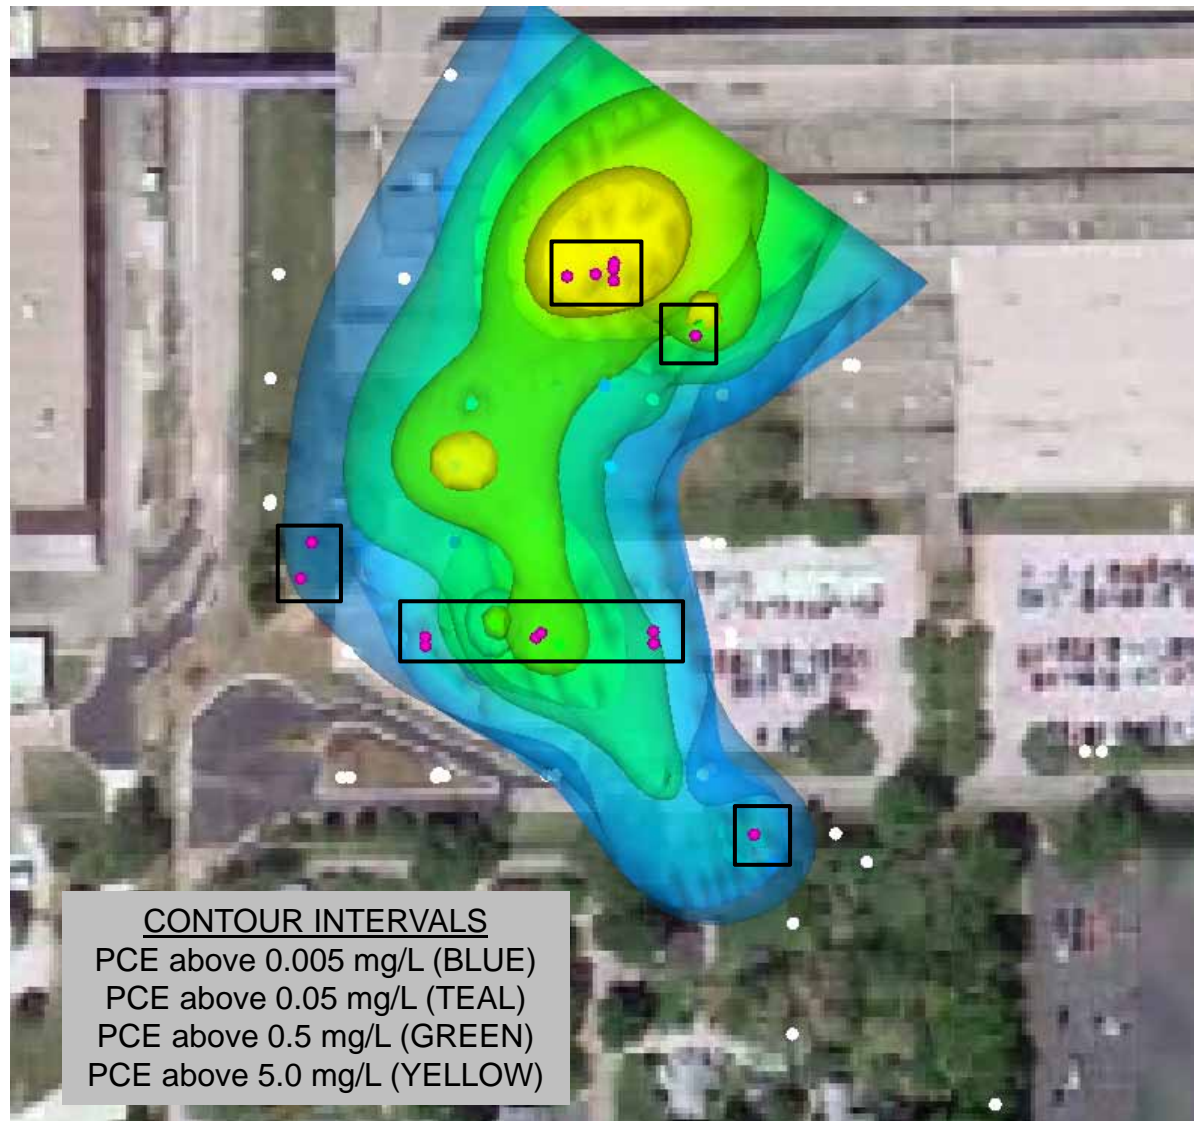 CONTOUR INTERVALS
PCE above 0.005 mg/L (BLUE)
PCE above 0.05 mg/L (TEAL)
PCE above 0.5 mg/L (GREEN)
PCE above 5.0 mg/L (YELLOW)